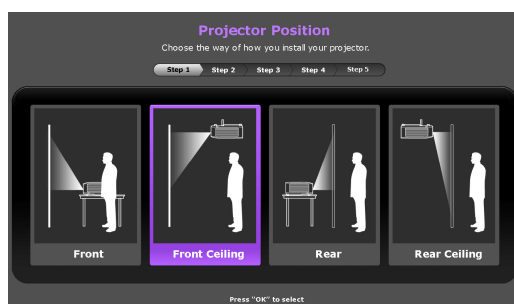 Projector Position
Choose the way of how you install your projector.
Step 1 Step 2 Step 3 Step 4 Step 5
Front Front Ceiling Rear Rear Ceiling
Press "OK" to select